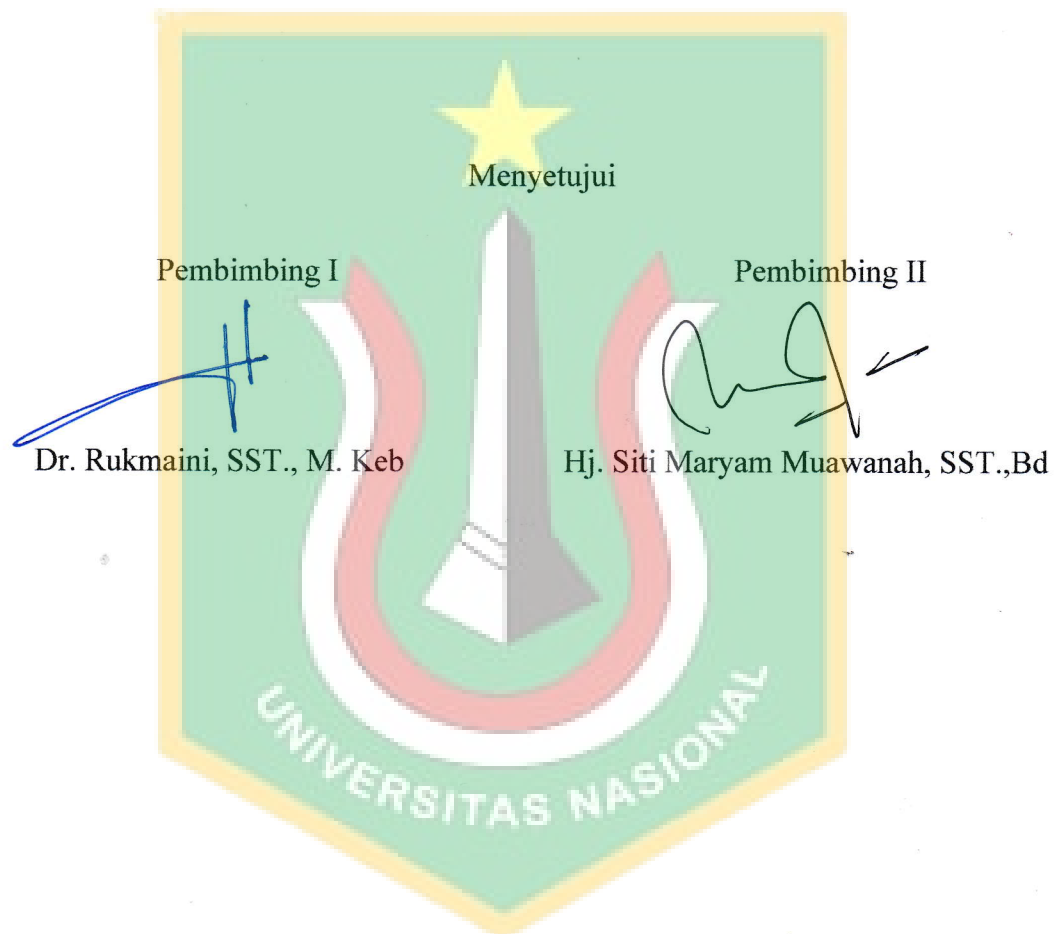 Menyetujui
Pembimbing I
Pembimbing II
Dr. Rukmaini, SST., M. Keb
Hj. Siti Maryam Muawanah, SST.,Bd
UNIVERSITAS NASIONAL